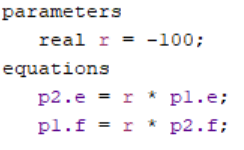 parameters
real r = -100;
equations
p2.e = r * p1.e;
p1.f = r * p2.f;